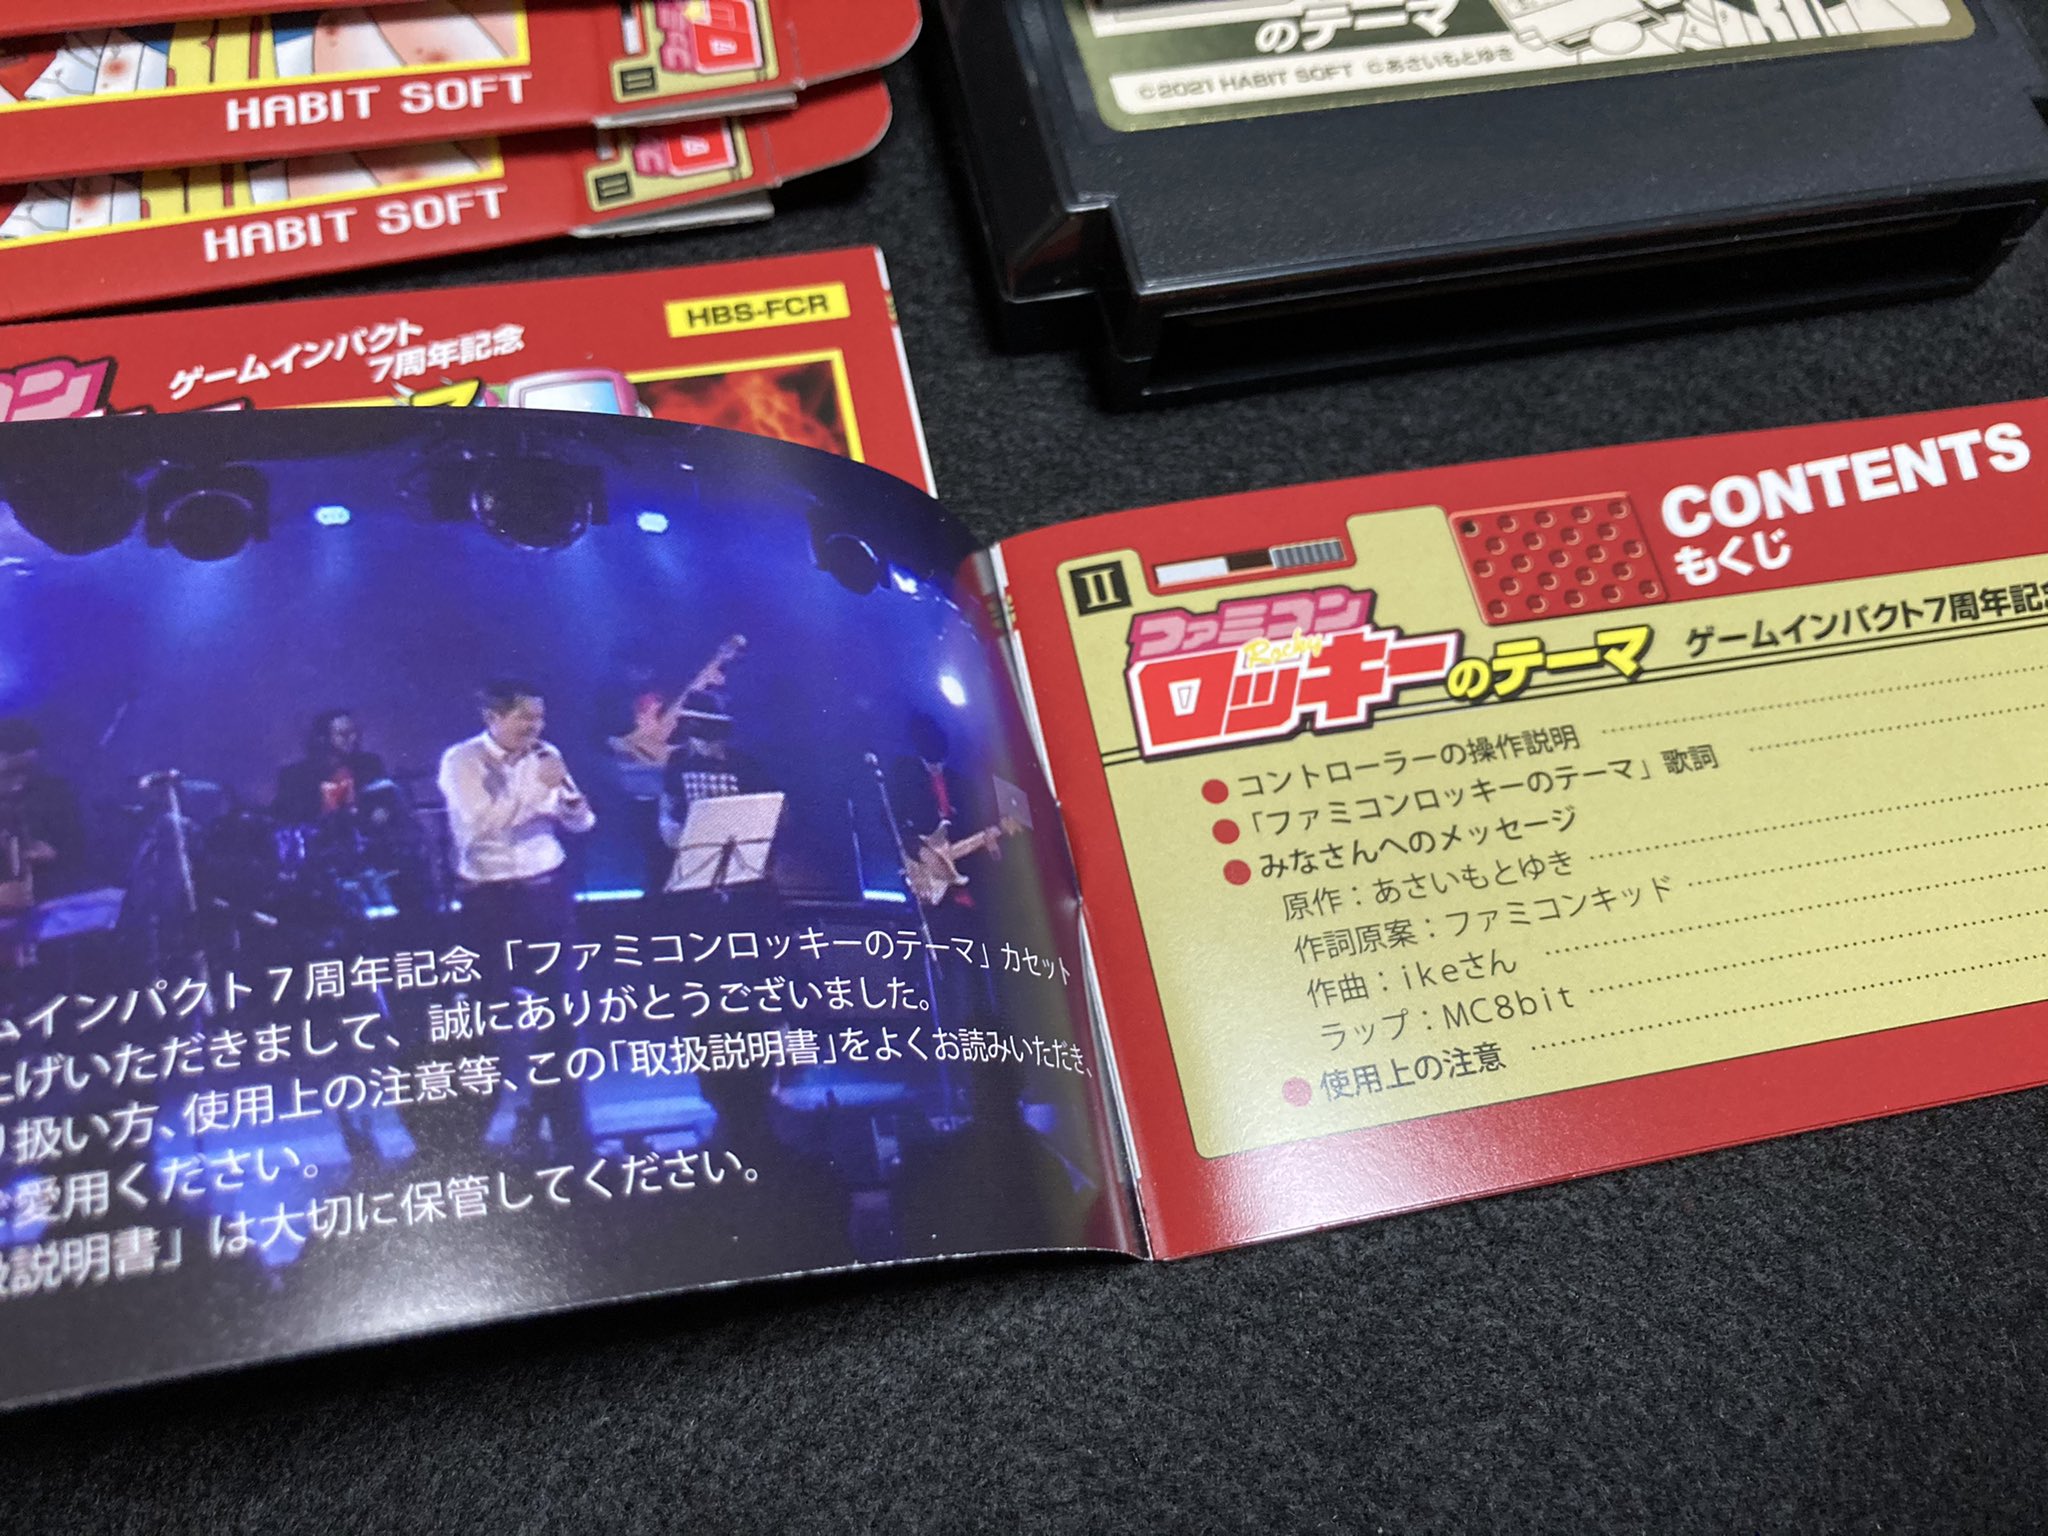 HABIT SOFT
II
HABIT SOFT
II
のテーマ
©2021 HABIT SOFT ©あさいもとゆき
HBS-FCR
ゲームインパクト
7周年記念
コン
ムインパクト7周年記念「ファミコンロッキーのテーマ」カセット
上げいただきまして、誠にありがとうございました。
り扱い方、使用上の注意等、この「取扱説明書」をよくお読みいただき、
愛用ください。
扱説明書」は大切に保管してください。
CONTENTS
もくじ
II
ファミコン
Rocky
ロッキーのテーマ
ゲームインパクト7周年記念
●コントローラーの操作説明
●「ファミコンロッキーのテーマ」歌詞
●みなさんへのメッセージ
原作：あさいもとゆき
作詞原案：ファミコンキッド
作曲：ikeさん
ラップ：MC8bit
●使用上の注意